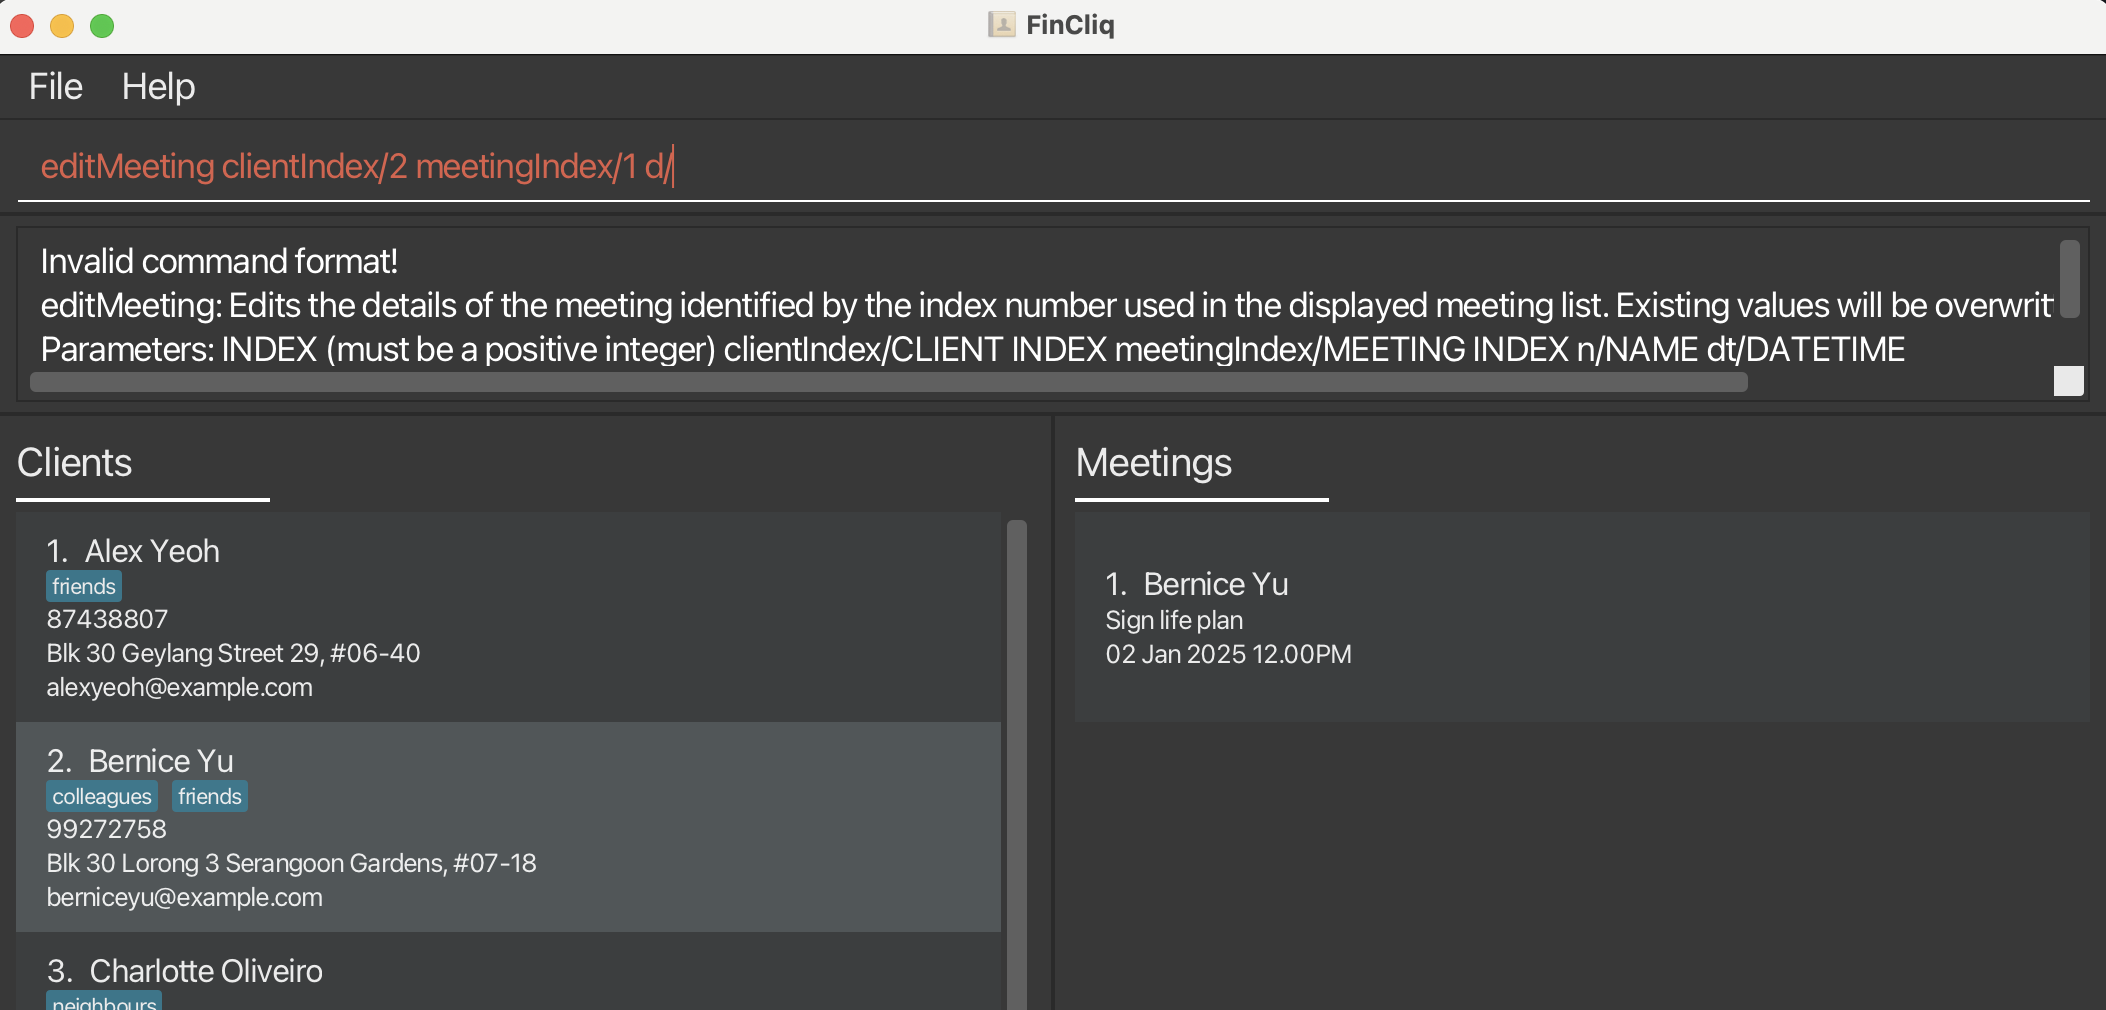 FinCliq
File Help
editMeeting clientIndex/2 meetingIndex/1 d/
Invalid command format!
editMeeting: Edits the details of the meeting identified by the index number used in the displayed meeting list. Existing values will be overwrit
Parameters: INDEX (must be a positive integer) clientIndex/CLIENT INDEX meetingIndex/MEETING INDEX n/NAME dt/DATETIME
Clients
1. Alex Yeoh
friends
87438807
Blk 30 Geylang Street 29, #06-40
alexyeoh@example.com
2. Bernice Yu
colleagues friends
99272758
Blk 30 Lorong 3 Serangoon Gardens, #07-18
berniceyu@example.com
3. Charlotte Oliveiro
neighbours
Meetings
1. Bernice Yu
Sign life plan
02 Jan 2025 12.00PM